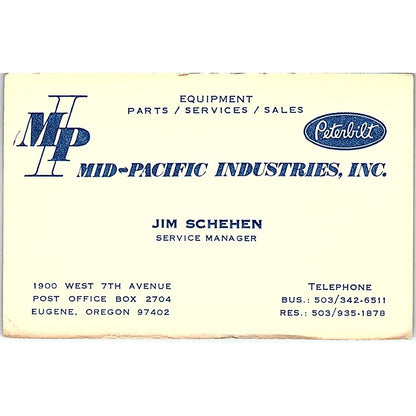 EQUIPMENT
PARTS / SERVICES / SALES
MIP
Peterbilt
MID-PACIFIC INDUSTRIES, INC.
JIM SCHEHEN
SERVICE MANAGER
1900 WEST 7TH AVENUE
POST OFFICE BOX 2704
EUGENE, OREGON 97402
TELEPHONE
BUS.: 503/342-6511
RES.: 503/935-1878